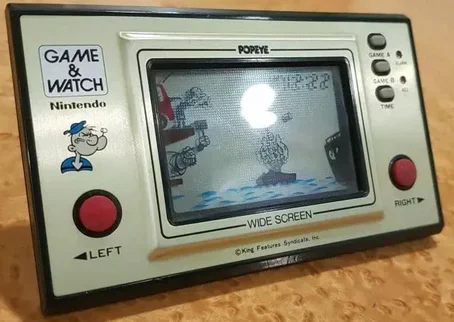 GAME
&
WATCH
Nintendo
POPEYE
GAME A
ALARM
GAME B
TIME
◄LEFT
WIDE SCREEN
RIGHT►
© King Features Syndicate, Inc.